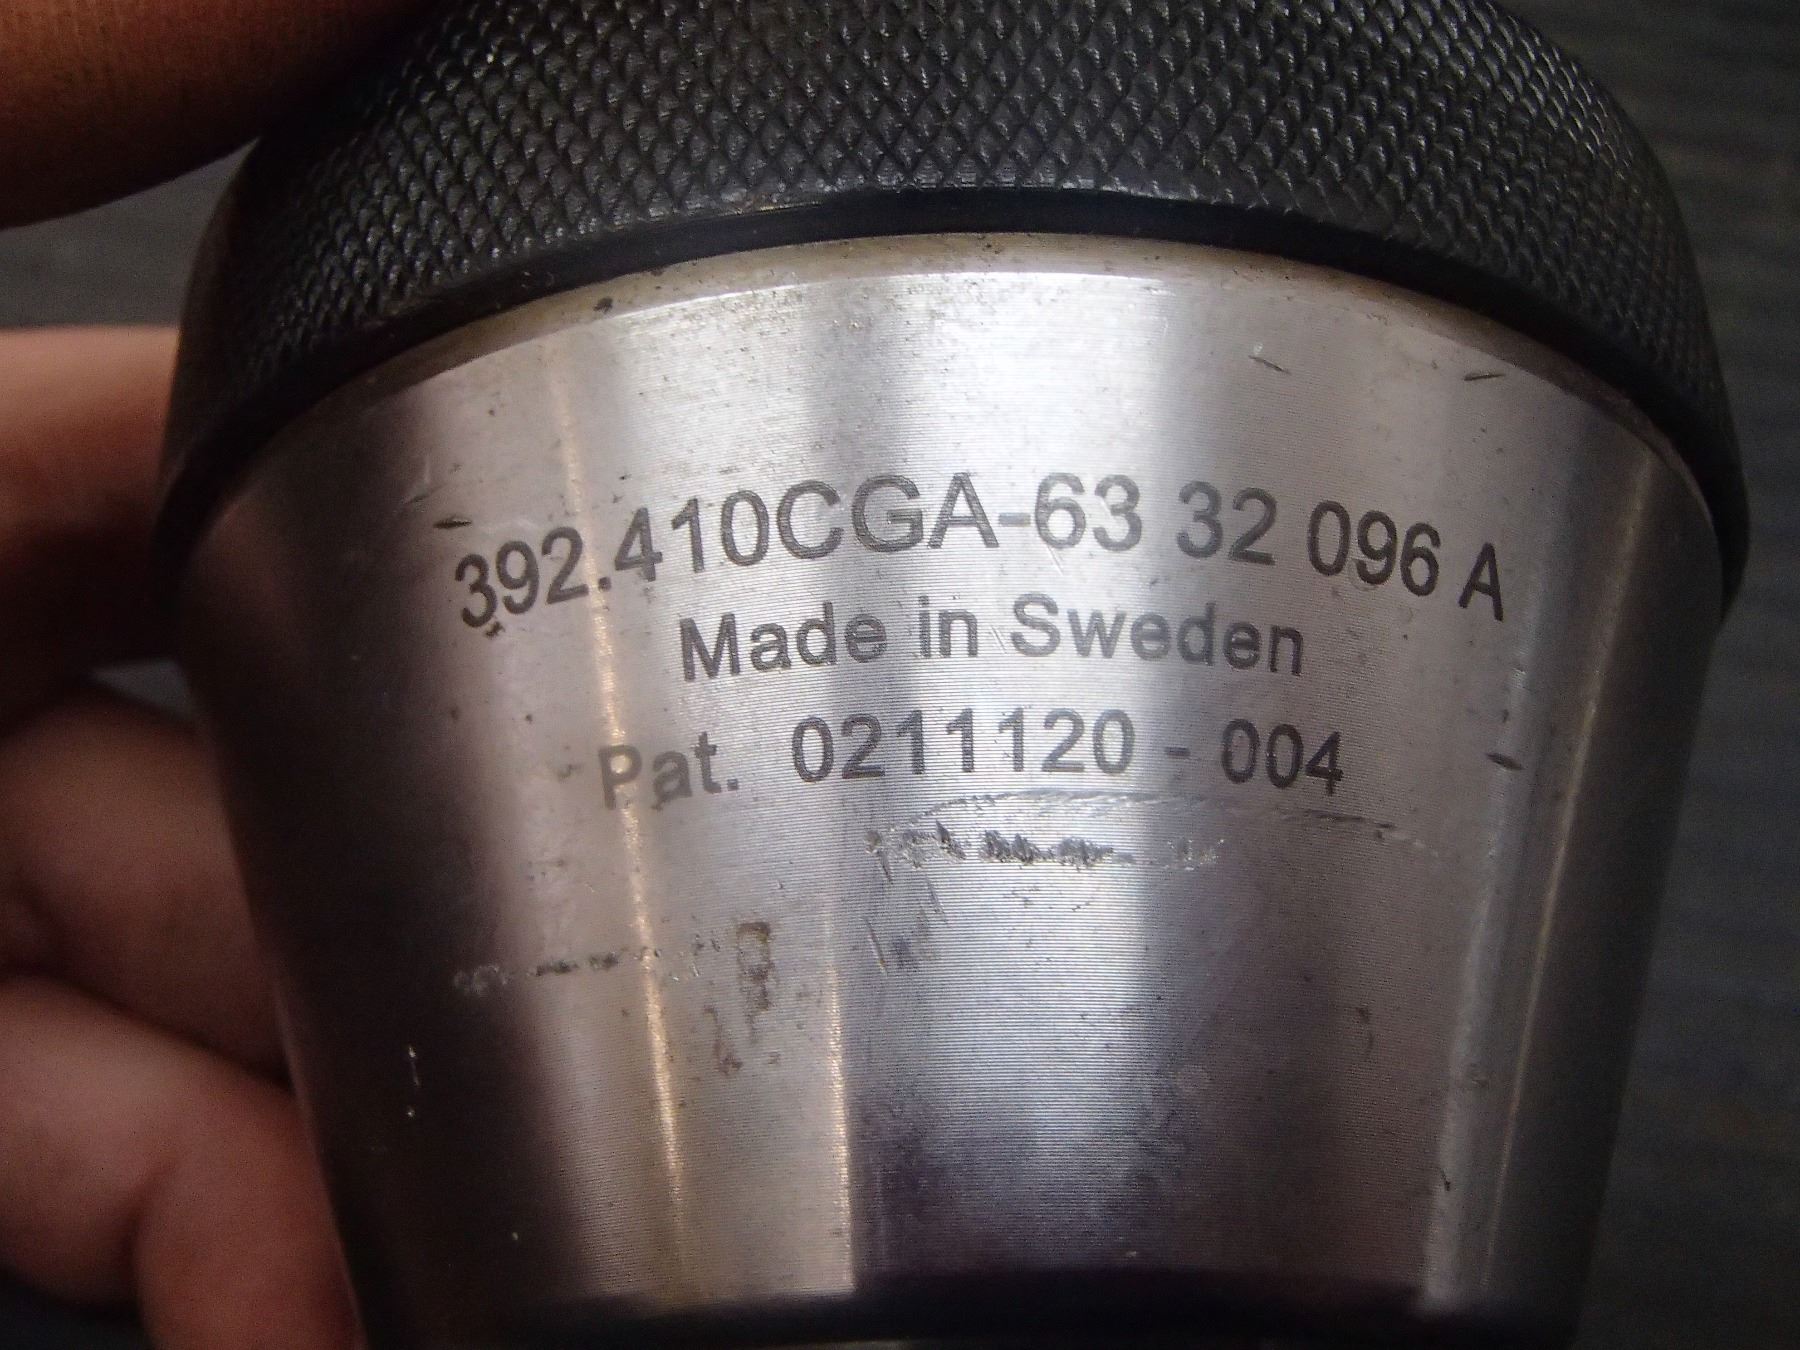 392.410CGA-63 32 096 A
Made in Sweden
Pat. 0211120 - 004